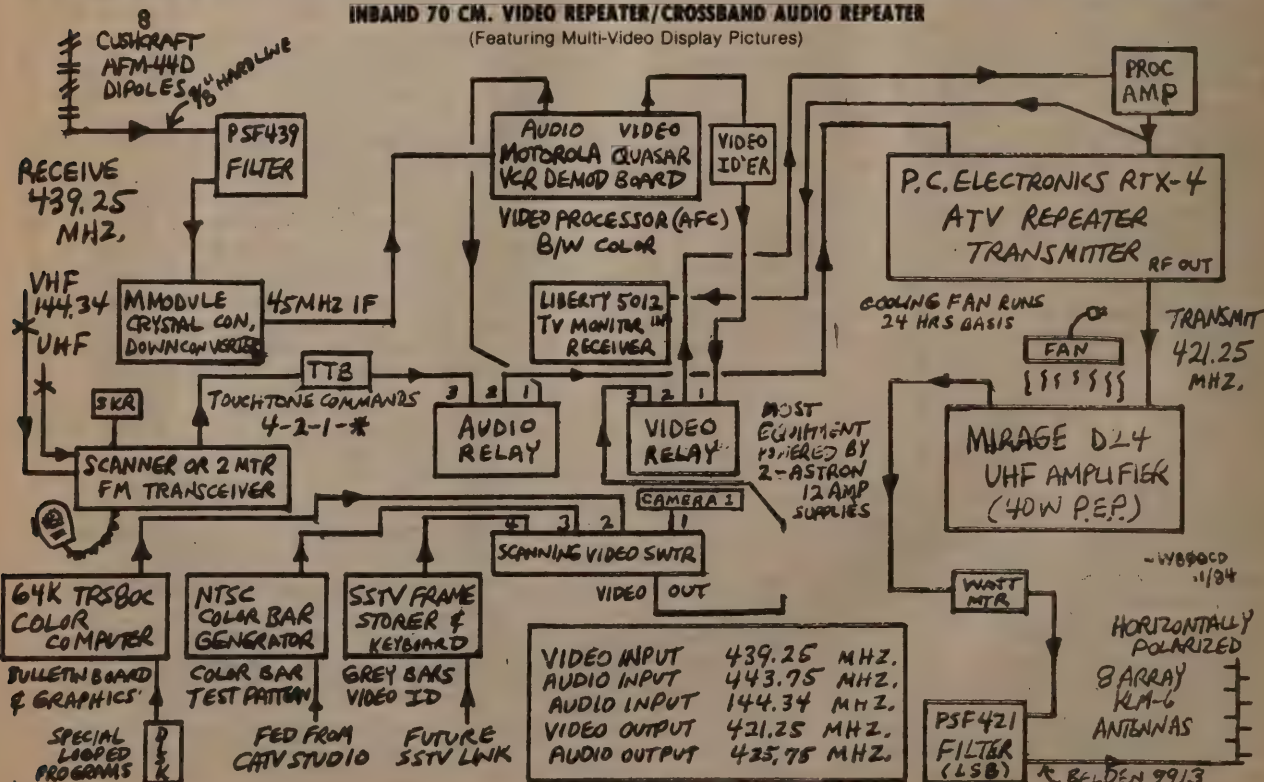 INBAND 70 CM. VIDEO REPEATER/CROSSBAND AUDIO REPEATER
(Featuring Multi-Video Display Pictures)
8
CUSHCRAFT
AFM-44D
DIPOLES
7/8" HARDLINE
PSF439
FILTER
RECEIVE
439.25
MHZ.
AUDIO VIDEO
MOTOROLA QUASAR
VCR DEMOD BOARD
VIDEO PROCESSOR (AFC)
B/W COLOR
VIDEO
ID'ER
PROC
AMP
P.C. ELECTRONICS RTX-4
ATV REPEATER
TRANSMITTER
RF OUT
VHF
144.34
UHF
MMODULE
CRYSTAL CON.
DOWNCONVERTER
45MHZ IF
LIBERTY 5012
TV MONITOR IN
RECEIVER
COOLING FAN RUNS
24 HRS BASIS
FAN
TRANSMIT
421.25
MHZ.
SKR
TTB
TOUCHTONE COMMANDS
4-2-1-*
SCANNER OR 2 MTR
FM TRANSCEIVER
3 2 1
AUDIO
RELAY
3 2 1
VIDEO
RELAY
MOST
EQUIPMENT
POWERED BY
2-ASTRON
12 AMP
SUPPLIES
MIRAGE D24
UHF AMPLIFIER
(40W P.E.P.)
CAMERA 1
4 3 2 1
SCANNING VIDEO SWTR
VIDEO OUT
64K TRS80C
COLOR
COMPUTER
BULLETIN BOARD
& GRAPHICS
SPECIAL
LOOPED
PROGRAMS
NTSC
COLOR BAR
GENERATOR
COLOR BAR
TEST PATTERN
FED FROM
CATV STUDIO
SSTV FRAME
STORER &
KEYBOARD
GREY BARS
VIDEO ID
FUTURE
SSTV LINK
VIDEO INPUT 439.25 MHZ.
AUDIO INPUT 443.75 MHZ.
AUDIO INPUT 144.34 MHZ.
VIDEO OUTPUT 421.25 MHZ.
AUDIO OUTPUT 425.75 MHZ.
WATT
MTR
1/84
HORIZONTALLY
POLARIZED
8 ARRAY
KLM-6
ANTENNAS
PSF421
FILTER
(LSB)
BELDEN 9913